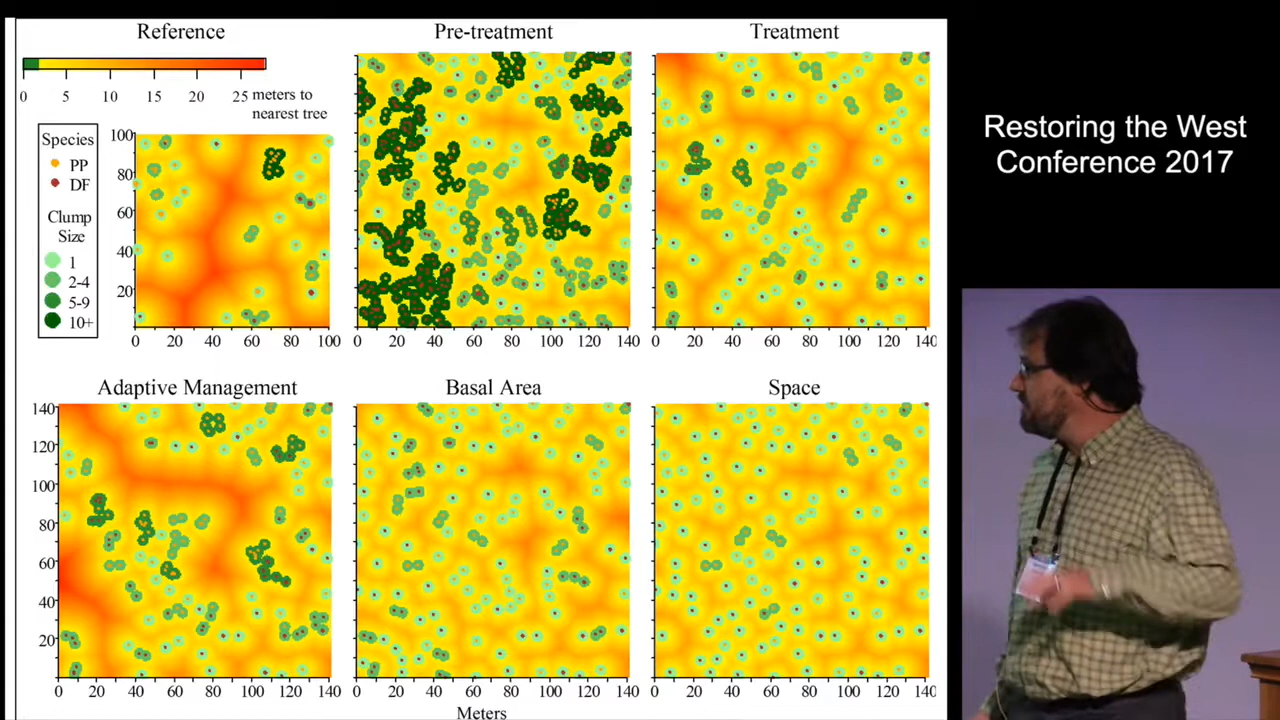 Reference
Pre-treatment
Treatment
0 5 10 15 20 25 meters to
nearest tree
Species
PP
DF
Clump
Size
1
2-4
5-9
10+
100
80
60
40
20
0 20 40 60 80 100
0 20 40 60 80 100 120 140
0 20 40 60 80 100 120 140
Adaptive Management
Basal Area
Space
140
120
100
80
60
40
20
0 20 40 60 80 100 120 140
0 20 40 60 80 100 120 140
0 20 40 60 80 100 120 140
Meters
Restoring the West
Conference 2017